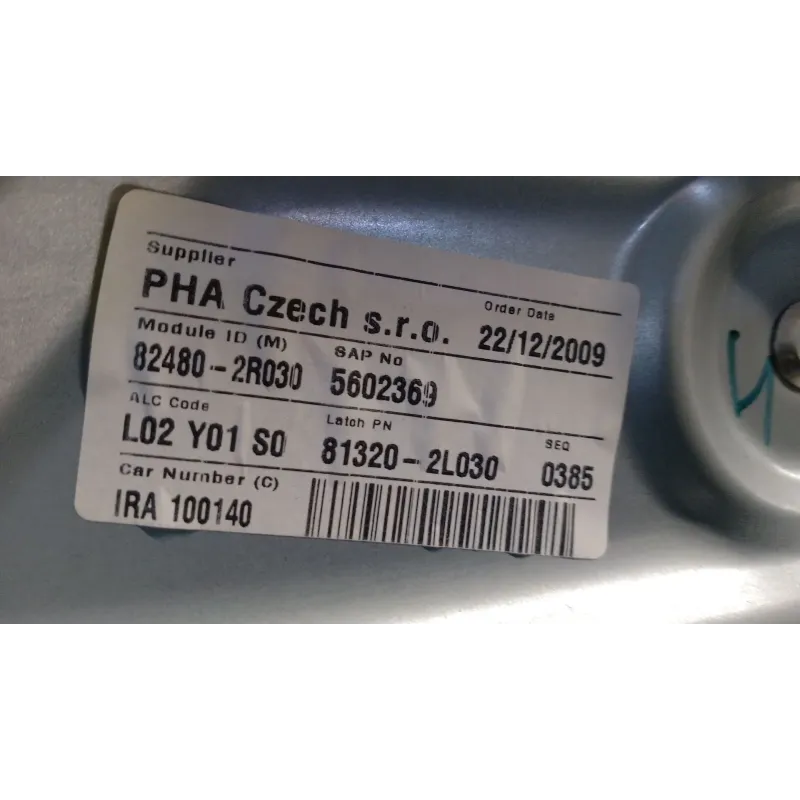 Supplier
PHA Czech s.r.o.
Order Date
22/12/2009
Module ID (M)
82480-2R030
SAP No
5602369
ALC Code
L02 Y01 S0
Latch PN
81320-2L030
SEQ
0385
Car Number (C)
IRA 100140